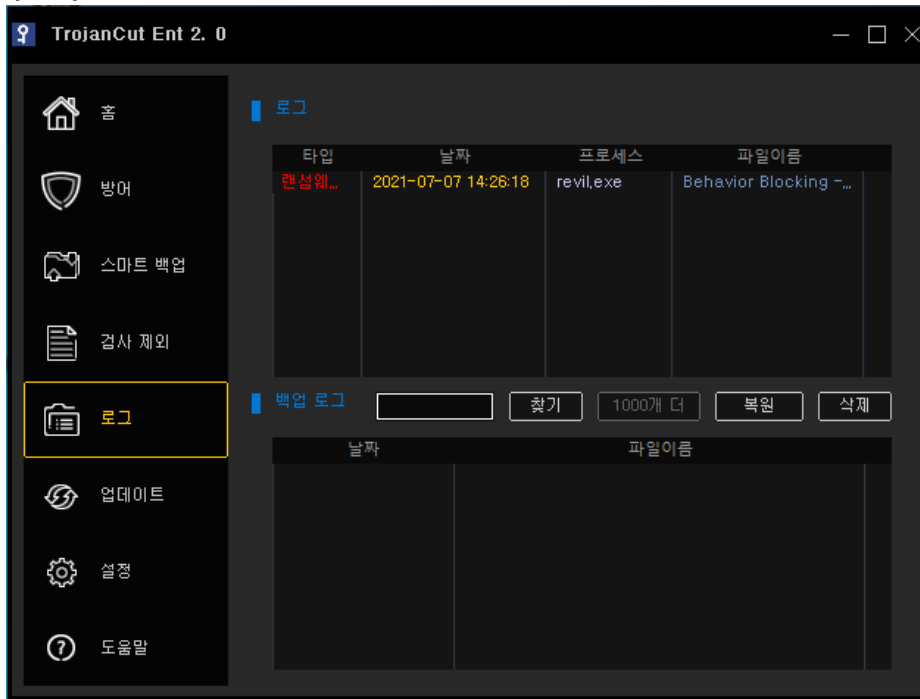 TrojanCut Ent 2. 0
홈
방어
스마트 백업
검사 제외
로그
업데이트
설정
도움말
로그
타입 날짜 프로세스 파일이름
랜섬웨... 2021-07-07 14:26:18 revil.exe Behavior Blocking -...
백업 로그 찾기 1000개 더 복원 삭제
날짜 파일이름